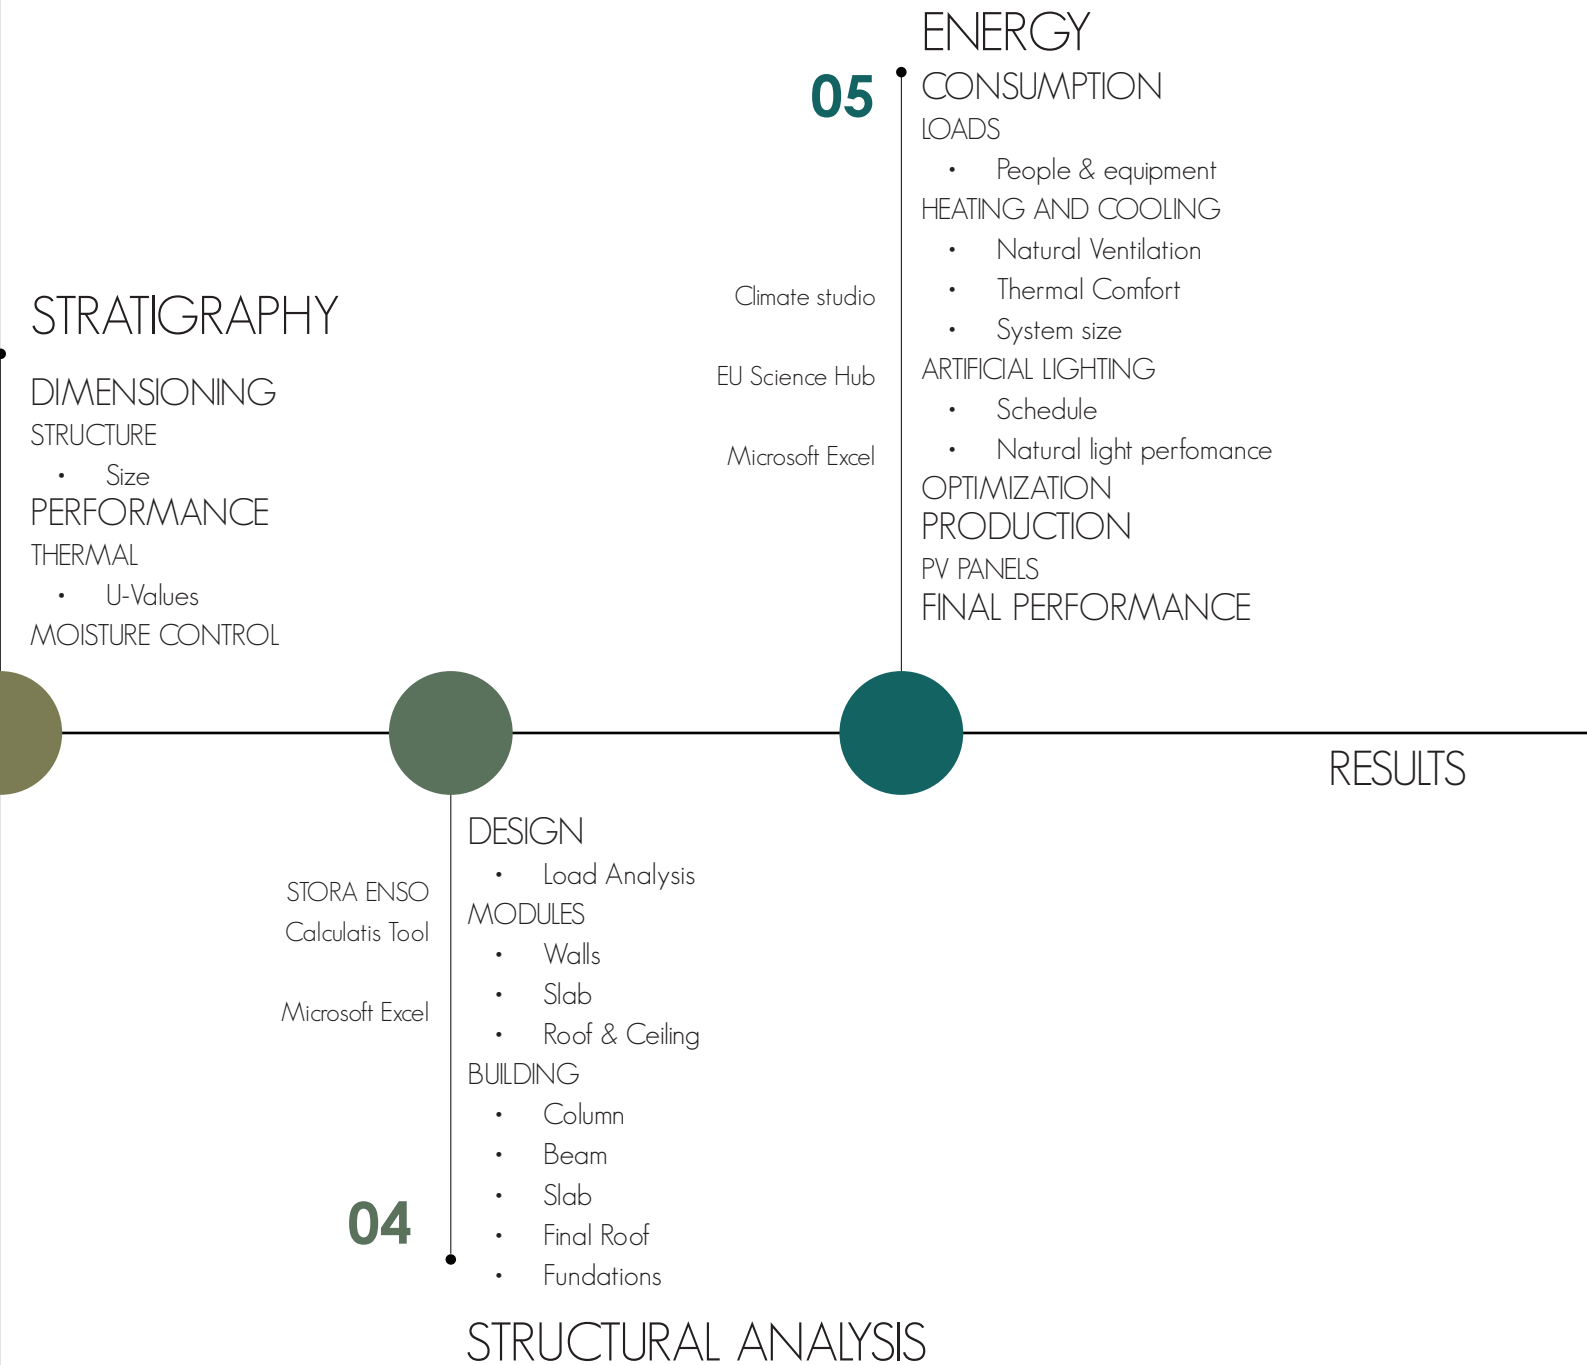 STRATIGRAPHY
DIMENSIONING
STRUCTURE
• Size
PERFORMANCE
THERMAL
• U-Values
MOISTURE CONTROL
STORA ENSO
Calculatis Tool
Microsoft Excel
04
DESIGN
• Load Analysis
MODULES
• Walls
• Slab
• Roof & Ceiling
BUILDING
• Column
• Beam
• Slab
• Final Roof
• Fundations
STRUCTURAL ANALYSIS
05
Climate studio
EU Science Hub
Microsoft Excel
ENERGY
CONSUMPTION
LOADS
• People & equipment
HEATING AND COOLING
• Natural Ventilation
• Thermal Comfort
• System size
ARTIFICIAL LIGHTING
• Schedule
• Natural light perfomance
OPTIMIZATION
PRODUCTION
PV PANELS
FINAL PERFORMANCE
RESULTS